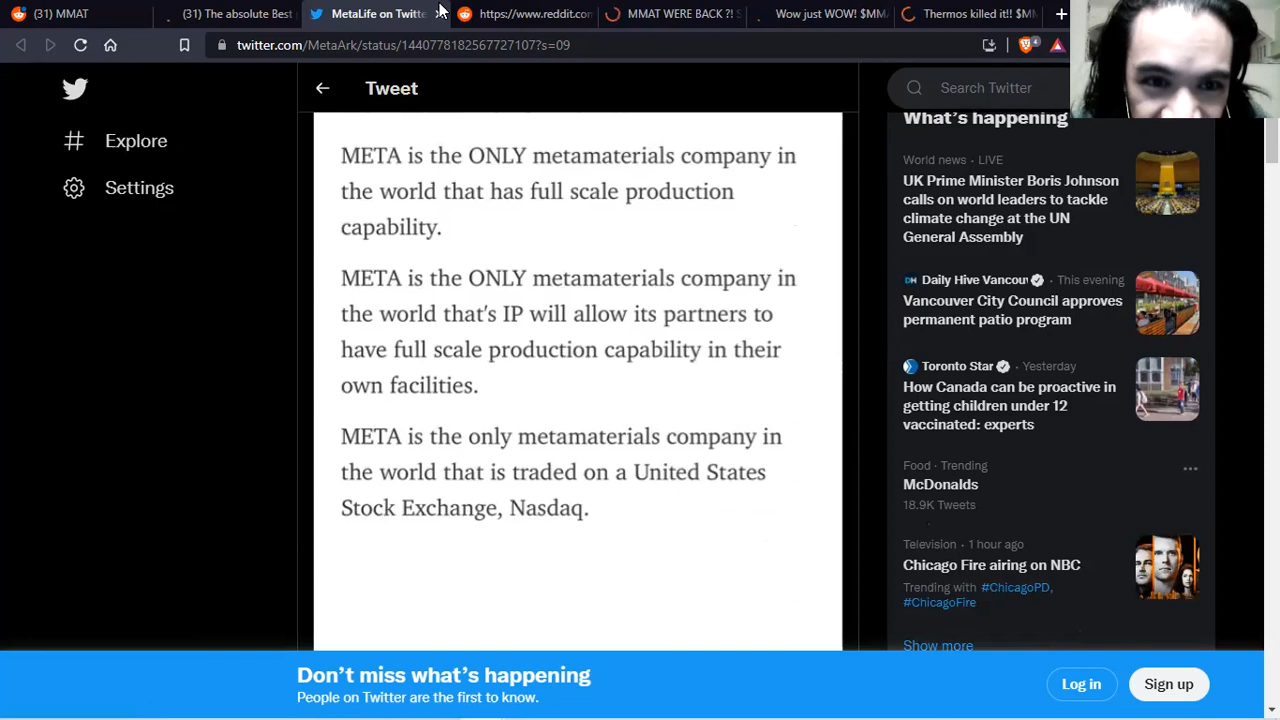 (31) MMAT
(31) The absolute Best
MetaLife on Twitte
https://www.reddit.com
MMAT WERE BACK ?! $
Wow just WOW! $MM
Thermos killed it!! $M
twitter.com/MetaArk/status/1440778182567727107?s=09
4
Explore
Settings
Tweet
META is the ONLY metamaterials company in
the world that has full scale production
capability.
META is the ONLY metamaterials company in
the world that's IP will allow its partners to
have full scale production capability in their
own facilities.
META is the only metamaterials company in
the world that is traded on a United States
Stock Exchange, Nasdaq.
Search Twitter
What's happening
World news · LIVE
UK Prime Minister Boris Johnson
calls on world leaders to tackle
climate change at the UN
General Assembly
DH Daily Hive Vancouv · This evening
Vancouver City Council approves
permanent patio program
Toronto Star · Yesterday
How Canada can be proactive in
getting children under 12
vaccinated: experts
Food · Trending
McDonalds
18.9K Tweets
Television · 1 hour ago
Chicago Fire airing on NBC
Trending with #ChicagoPD,
#ChicagoFire
Show more
Don't miss what's happening
People on Twitter are the first to know.
Log in
Sign up